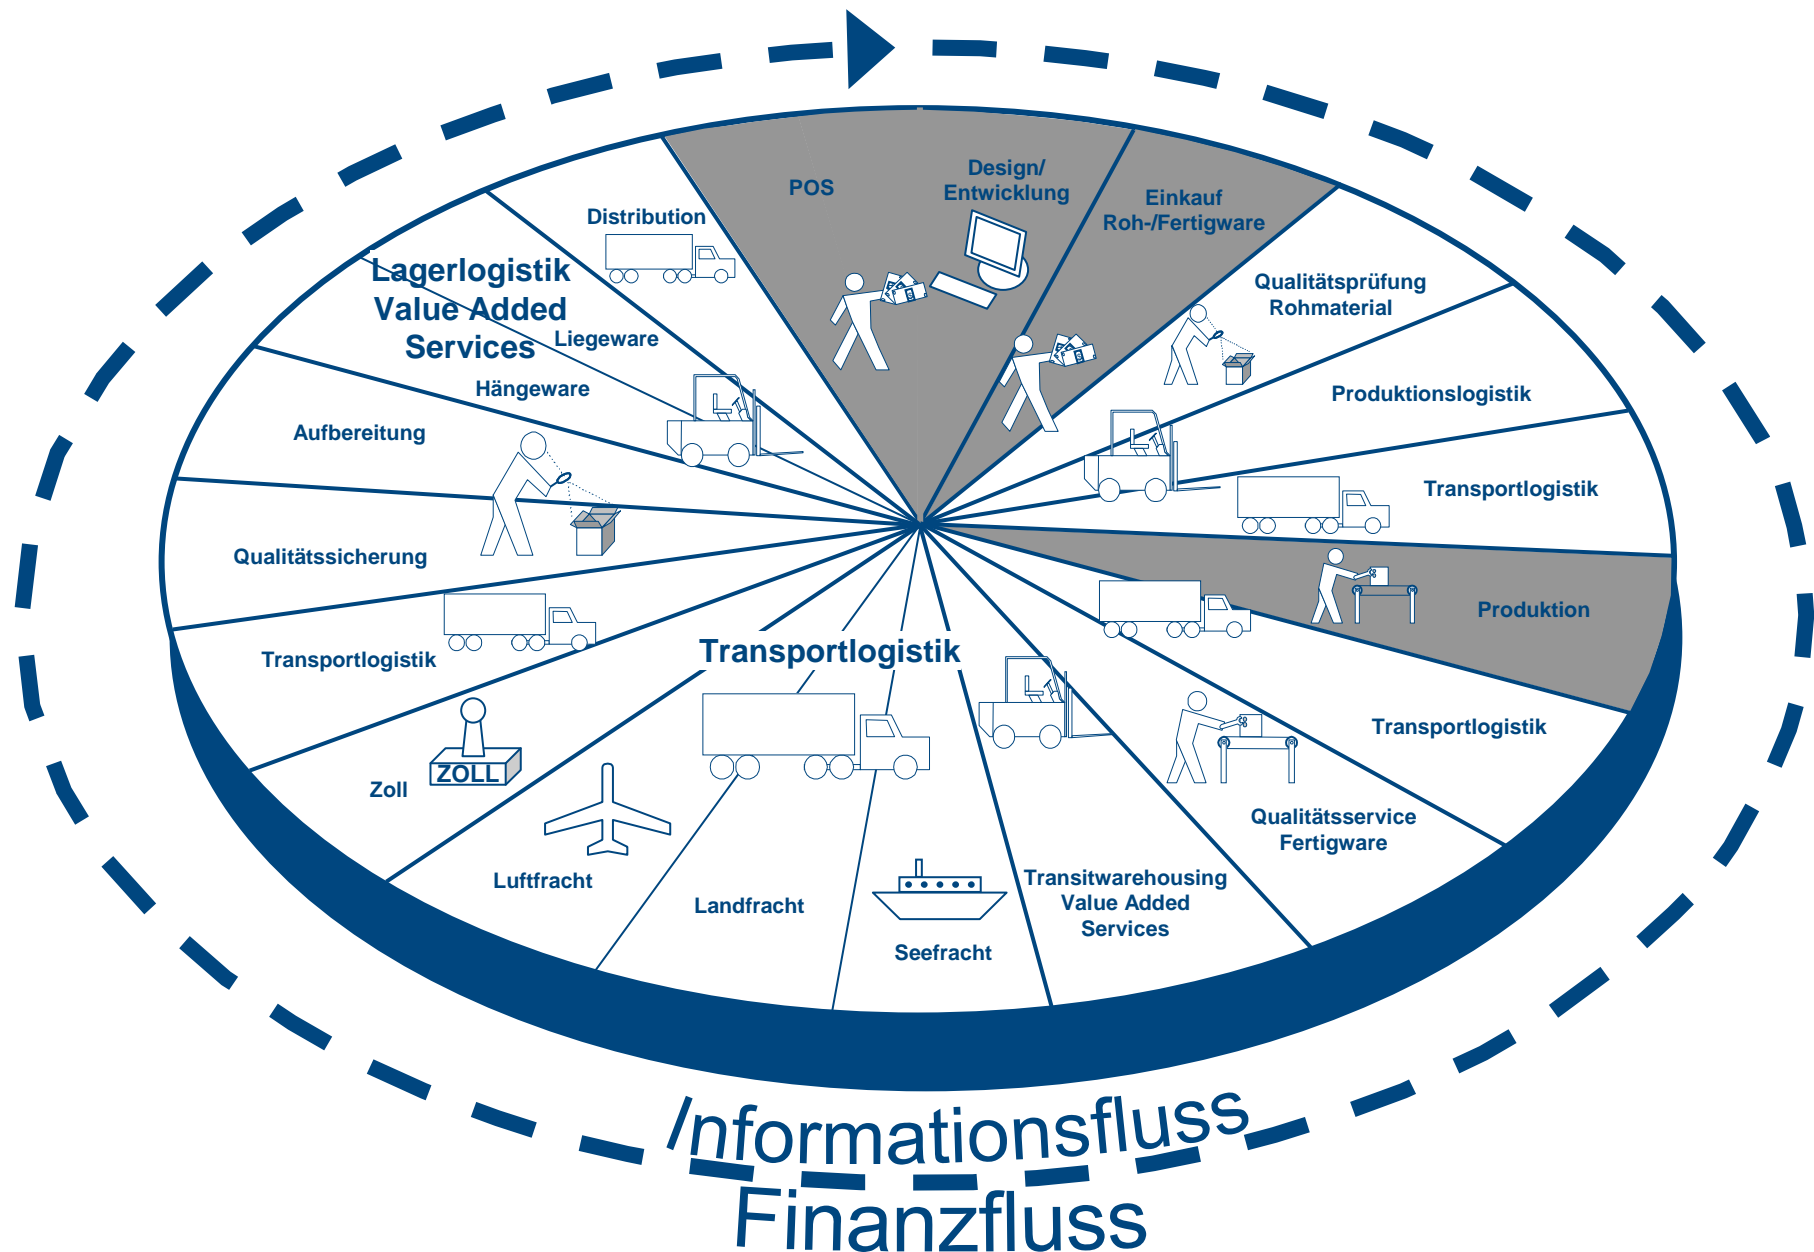 POS
Design/
Entwicklung
Einkauf
Roh-/Fertigware
Distribution
Lagerlogistik
Value Added
Services
Liegeware
Hängeware
Qualitätsprüfung
Rohmaterial
Produktionslogistik
Aufbereitung
Transportlogistik
Qualitätssicherung
Produktion
Transportlogistik
Transportlogistik
Transportlogistik
ZOLL
Zoll
Qualitätsservice
Fertigware
Luftfracht
Landfracht
Seefracht
Transitwarehousing
Value Added
Services
Informationsfluss
Finanzfluss